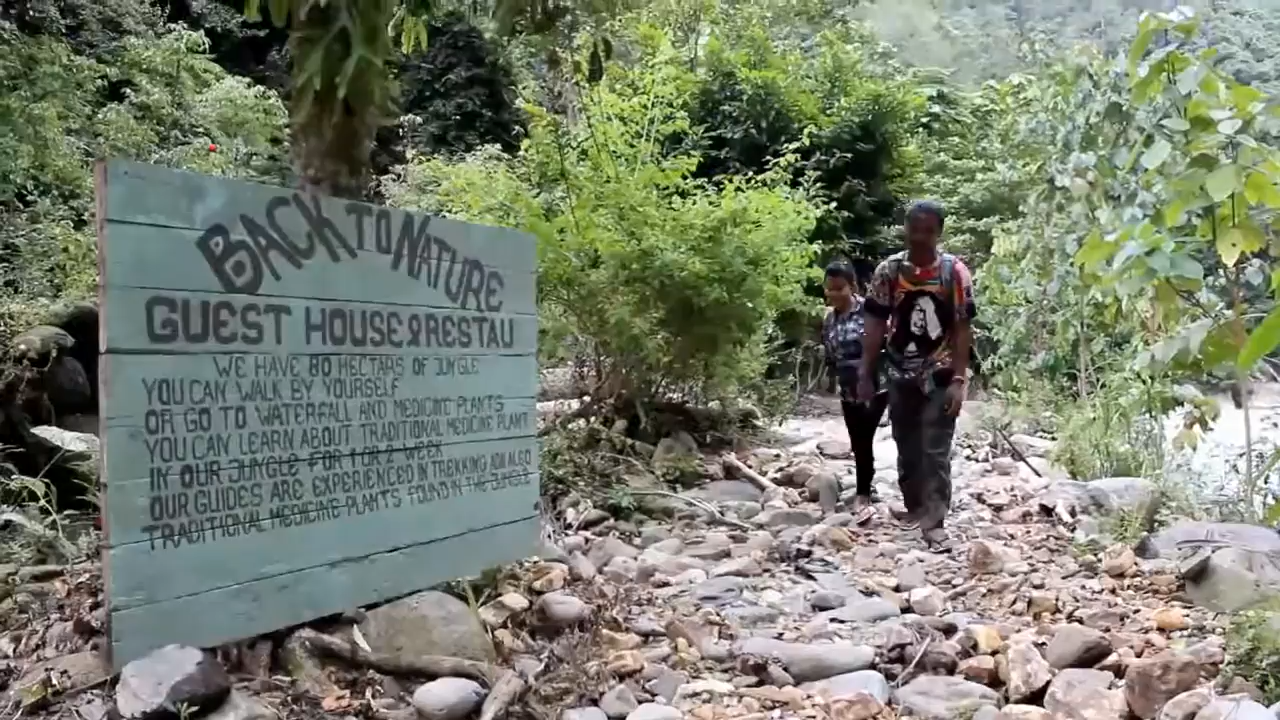 BACK TO NATURE
GUEST HOUSE & RESTAU
WE HAVE 80 HECTARS OF JUNGLE
YOU CAN WALK BY YOURSELF
OR GO TO WATERFALL AND MEDICINE PLANTS
YOU CAN LEARN ABOUT TRADITIONAL MEDICINE PLANT
IN OUR JUNGLE FOR 1 OR 2 WEEK
OUR GUIDES ARE EXPERIENCED IN TREKKING ADN ALSO
TRADITIONAL MEDICINE PLANTS FOUND IN THE JUNGLE